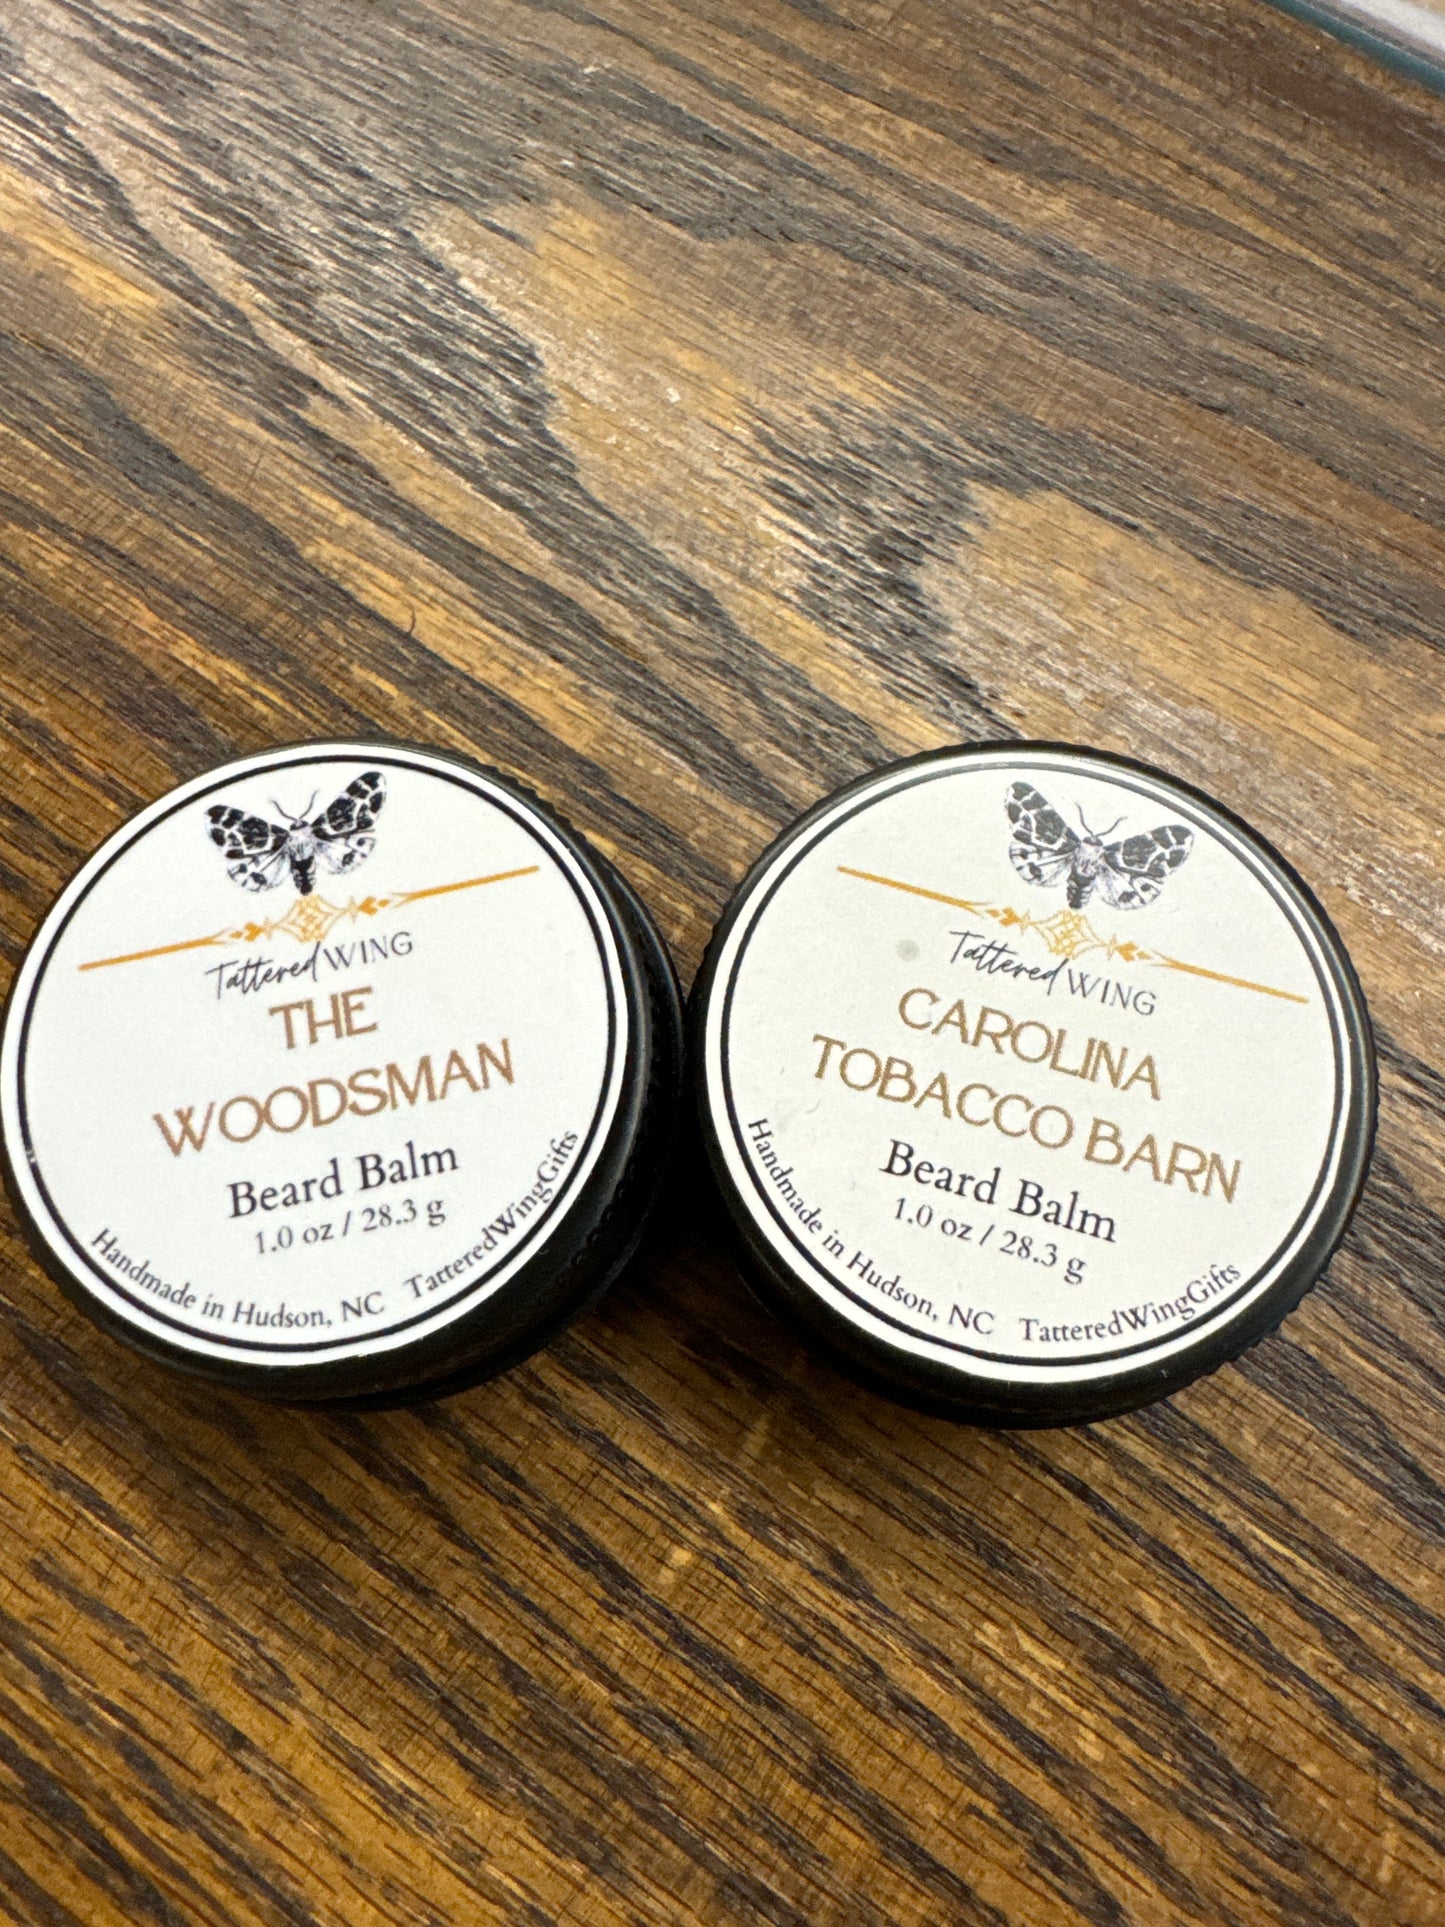 Tattered WING
THE
WOODSMAN
Beard Balm
1.0 oz / 28.3 g
Handmade in Hudson, NC TatteredWingGifts
Tattered WING
CAROLINA
TOBACCO BARN
Beard Balm
1.0 oz / 28.3 g
Handmade in Hudson, NC TatteredWingGifts